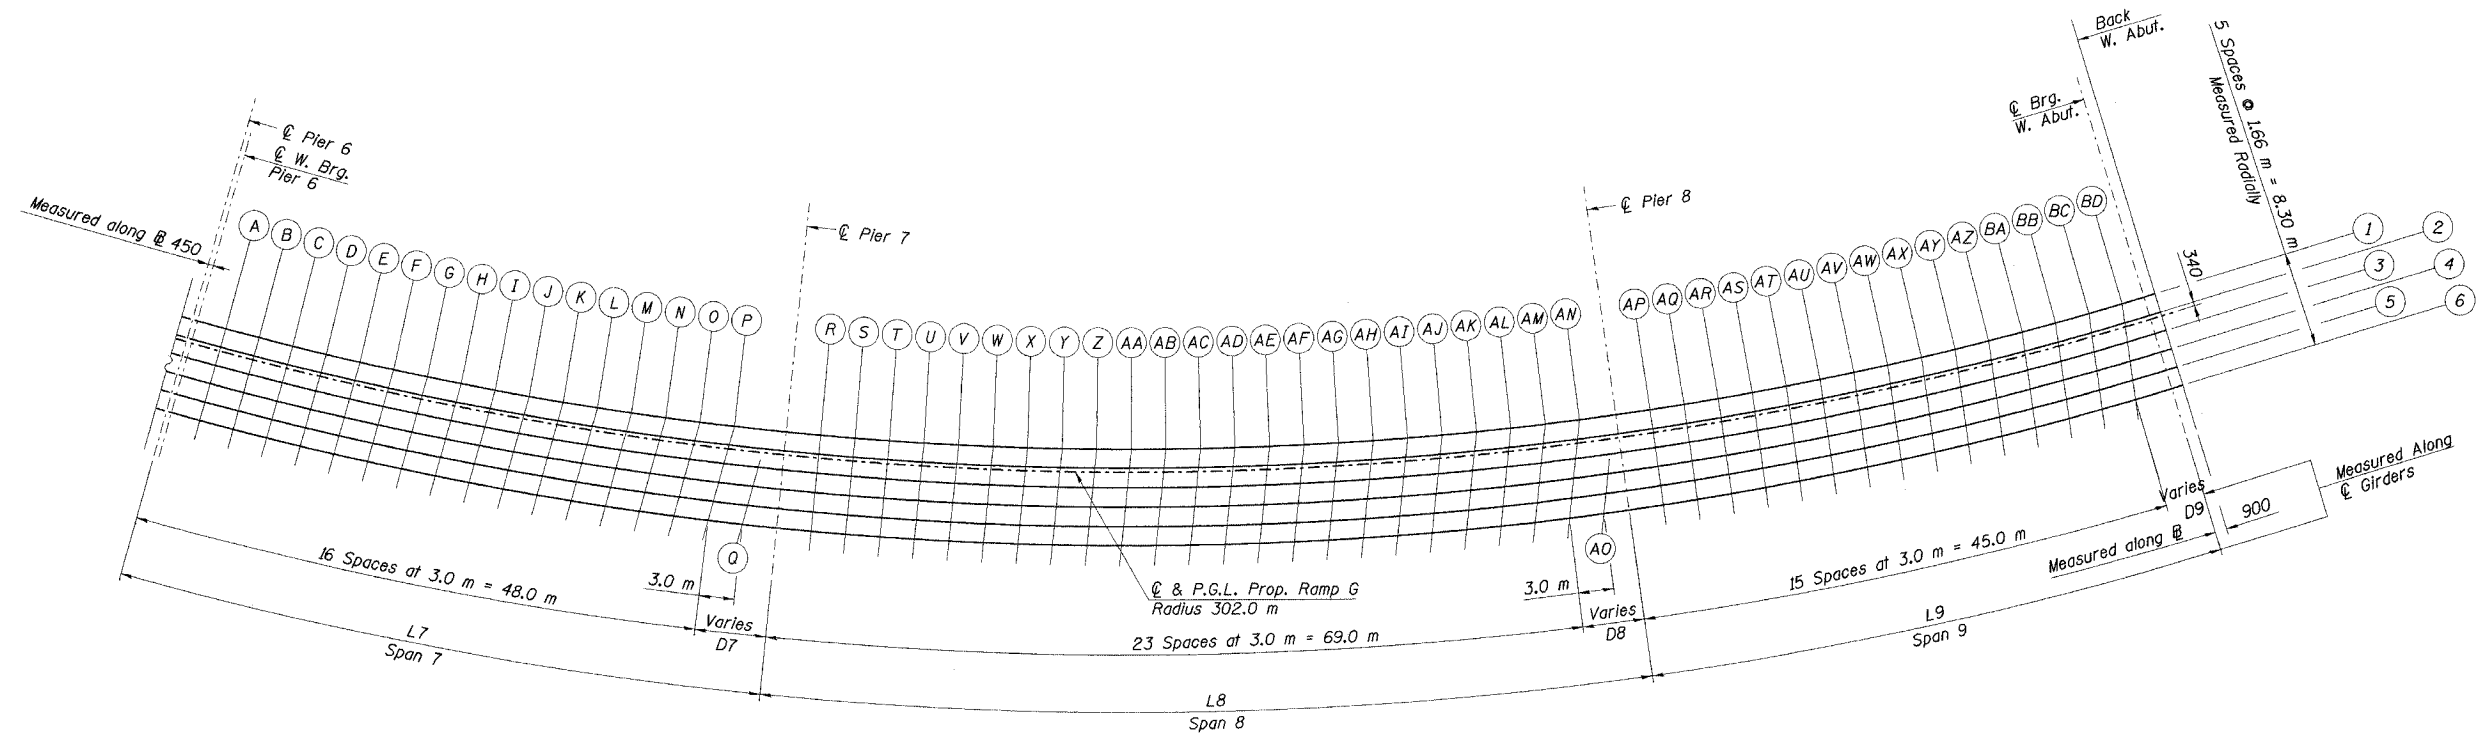 Back
W. Abut.
℄ Brg.
W. Abut.
5 Spaces @ 1.66 m = 8.30 m
Measured Radially
℄ Pier 6
℄ W. Brg.
Pier 6
Measured along ℄ 450
℄ Pier 7
℄ Pier 8
A B C D E F G H I J K L M N O P
R S T U V W X Y Z AA AB AC AD AE AF AG AH AI AJ AK AL AM AN
AP AQ AR AS AT AU AV AW AX AY AZ BA BB BC BD
340
1
2
3
4
5
6
Q
AO
16 Spaces at 3.0 m = 48.0 m
3.0 m
Varies
D7
℄ & P.G.L. Prop. Ramp G
Radius 302.0 m
23 Spaces at 3.0 m = 69.0 m
3.0 m
Varies
D8
15 Spaces at 3.0 m = 45.0 m
Varies
D9
900
Measured Along
℄ Girders
Measured along
L7
Span 7
L8
Span 8
L9
Span 9